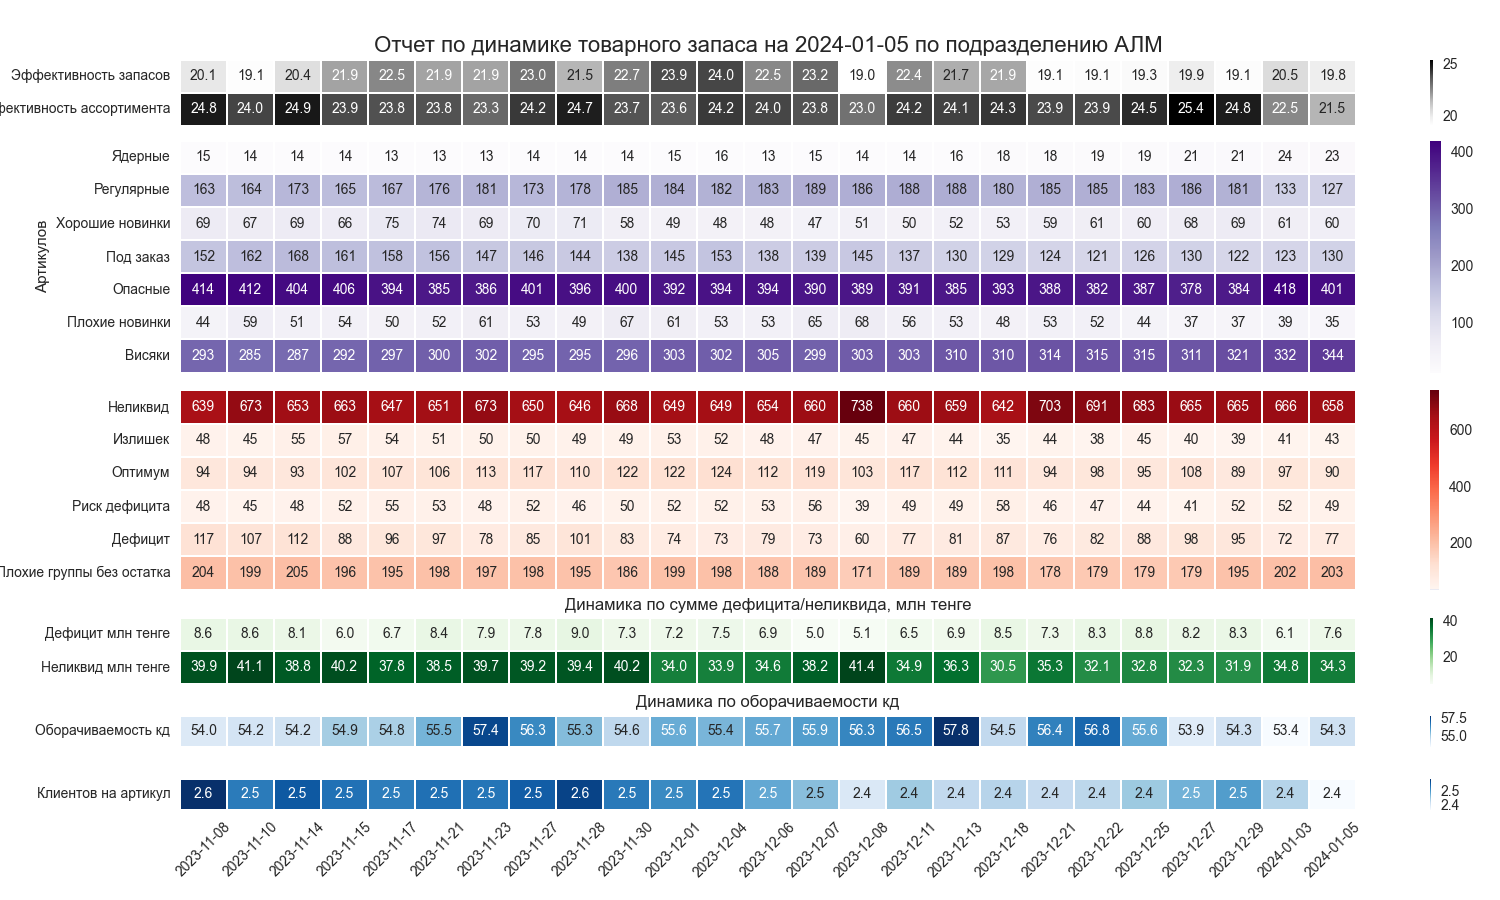 Отчет по динамике товарного запаса на 2024-01-05 по подразделению АЛМ
Эффективность запасов 20.1 19.1 20.4 21.9 22.5 21.9 21.9 23.0 21.5 22.7 23.9 24.0 22.5 23.2 19.0 22.4 21.7 21.9 19.1 19.1 19.3 19.9 19.1 20.5 19.8
фективность ассортимента 24.8 24.0 24.9 23.9 23.8 23.8 23.3 24.2 24.7 23.7 23.6 24.2 24.0 23.8 23.0 24.2 24.1 24.3 23.9 23.9 24.5 25.4 24.8 22.5 21.5
25
20
Артикулов
Ядерные 15 14 14 14 13 13 13 14 14 14 15 16 13 15 14 14 16 18 18 19 19 21 21 24 23
Регулярные 163 164 173 165 167 176 181 173 178 185 184 182 183 189 186 188 188 180 185 185 183 186 181 133 127
Хорошие новинки 69 67 69 66 75 74 69 70 71 58 49 48 48 47 51 50 52 53 59 61 60 68 69 61 60
Под заказ 152 162 168 161 158 156 147 146 144 138 145 153 138 139 145 137 130 129 124 121 126 130 122 123 130
Опасные 414 412 404 406 394 385 386 401 396 400 392 394 394 390 389 391 385 393 388 382 387 378 384 418 401
Плохие новинки 44 59 51 54 50 52 61 53 49 67 61 53 53 65 68 56 53 48 53 52 44 37 37 39 35
Висяки 293 285 287 292 297 300 302 295 295 296 303 302 305 299 303 303 310 310 314 315 315 311 321 332 344
400
300
200
100
Неликвид 639 673 653 663 647 651 673 650 646 668 649 649 654 660 738 660 659 642 703 691 683 665 665 666 658
Излишек 48 45 55 57 54 51 50 50 49 49 53 52 48 47 45 47 44 35 44 38 45 40 39 41 43
Оптимум 94 94 93 102 107 106 113 117 110 122 122 124 112 119 103 117 112 111 94 98 95 108 89 97 90
Риск дефицита 48 45 48 52 55 53 48 52 46 50 52 52 53 56 39 49 49 58 46 47 44 41 52 52 49
Дефицит 117 107 112 88 96 97 78 85 101 83 74 73 79 73 60 77 81 87 76 82 88 98 95 72 77
Плохие группы без остатка 204 199 205 196 195 198 197 198 195 186 199 198 188 189 171 189 189 198 178 179 179 179 195 202 203
600
400
200
Динамика по сумме дефицита/неликвида, млн тенге
Дефицит млн тенге 8.6 8.6 8.1 6.0 6.7 8.4 7.9 7.8 9.0 7.3 7.2 7.5 6.9 5.0 5.1 6.5 6.9 8.5 7.3 8.3 8.8 8.2 8.3 6.1 7.6
Неликвид млн тенге 39.9 41.1 38.8 40.2 37.8 38.5 39.7 39.2 39.4 40.2 34.0 33.9 34.6 38.2 41.4 34.9 36.3 30.5 35.3 32.1 32.8 32.3 31.9 34.8 34.3
40
20
Динамика по оборачиваемости кд
Оборачиваемость кд 54.0 54.2 54.2 54.9 54.8 55.5 57.4 56.3 55.3 54.6 55.6 55.4 55.7 55.9 56.3 56.5 57.8 54.5 56.4 56.8 55.6 53.9 54.3 53.4 54.3
57.5
55.0
Клиентов на артикул 2.6 2.5 2.5 2.5 2.5 2.5 2.5 2.5 2.6 2.5 2.5 2.5 2.5 2.5 2.4 2.4 2.4 2.4 2.4 2.4 2.4 2.5 2.5 2.4 2.4
2.5
2.4
2023-11-08 2023-11-10 2023-11-14 2023-11-15 2023-11-17 2023-11-21 2023-11-23 2023-11-27 2023-11-28 2023-11-30 2023-12-01 2023-12-04 2023-12-06 2023-12-07 2023-12-08 2023-12-11 2023-12-13 2023-12-18 2023-12-21 2023-12-22 2023-12-25 2023-12-27 2023-12-29 2024-01-03 2024-01-05